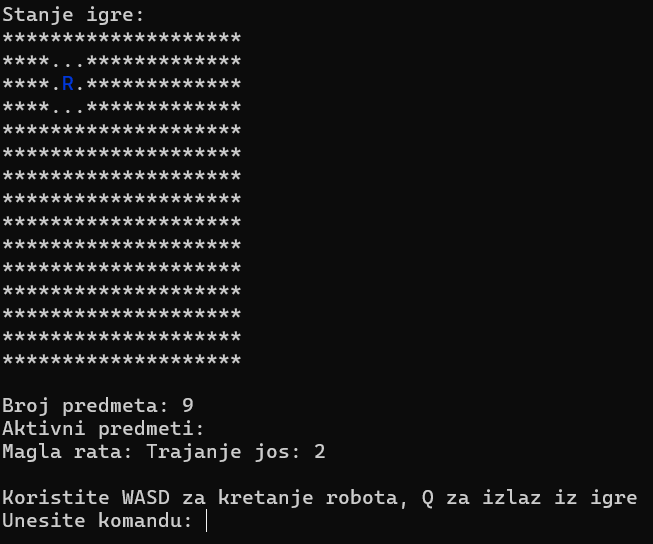 Stanje igre:
********************
****...*************
****.R.*************
****...*************
********************
********************
********************
********************
********************
********************
********************
********************
********************
********************
********************
Broj predmeta: 9
Aktivni predmeti:
Magla rata: Trajanje jos: 2
Koristite WASD za kretanje robota, Q za izlaz iz igre
Unesite komandu: